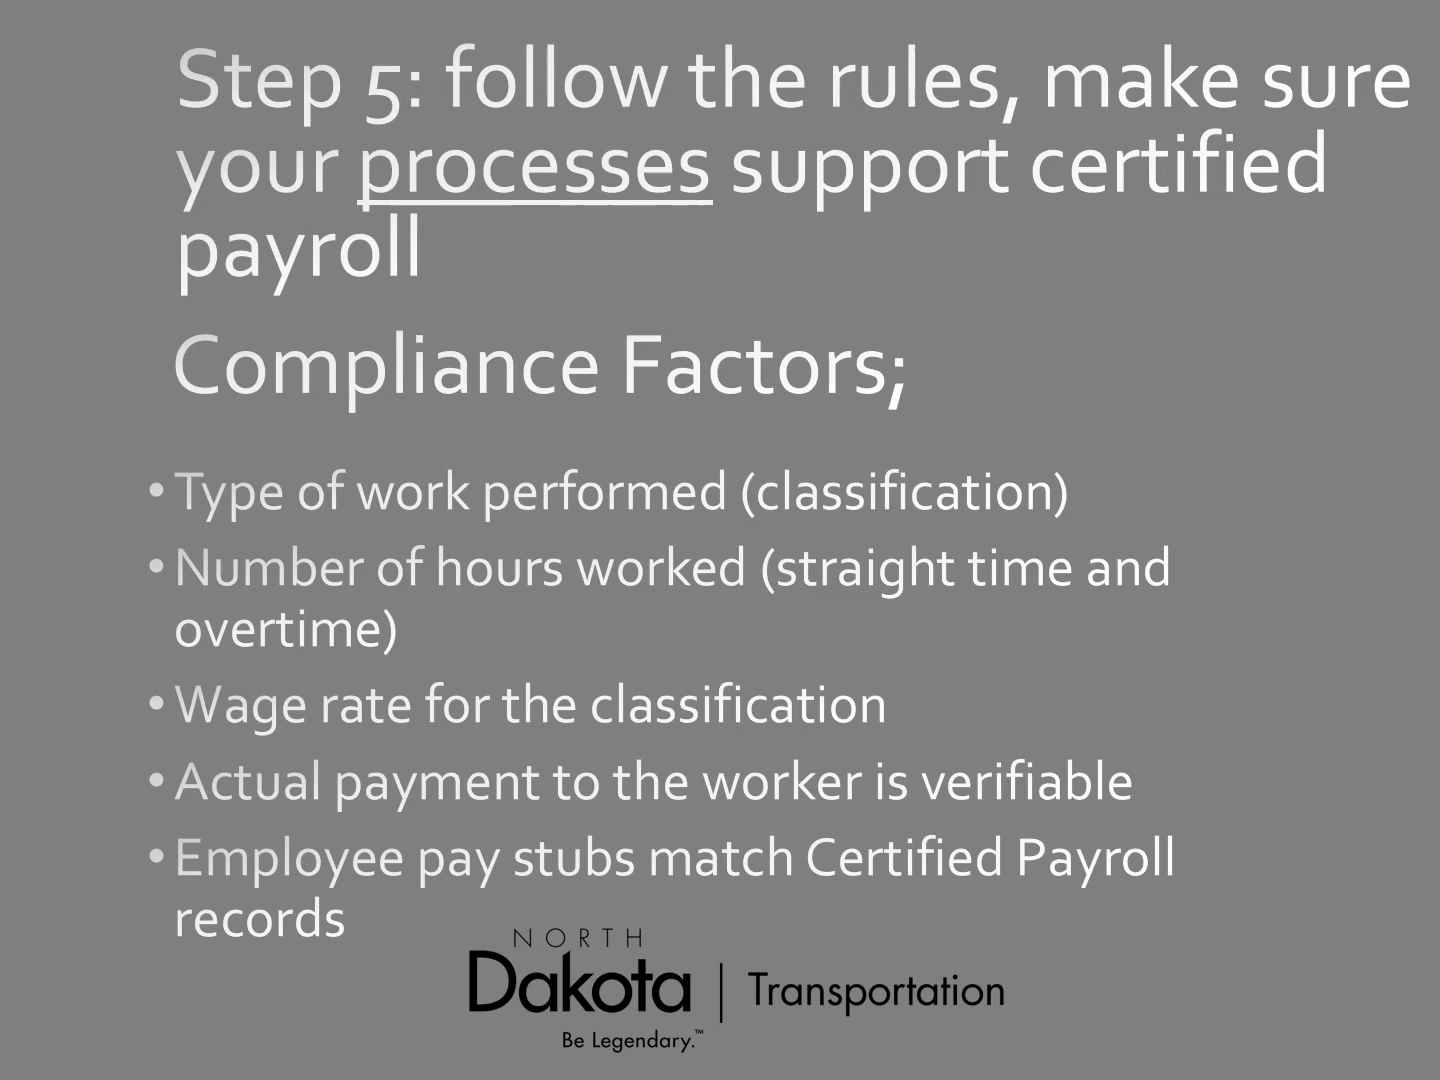 Step 5: follow the rules, make sure
your processes support certified
payroll
Compliance Factors;
• Type of work performed (classification)
• Number of hours worked (straight time and
overtime)
• Wage rate for the classification
• Actual payment to the worker is verifiable
• Employee pay stubs match Certified Payroll
records
NORTH
Dakota | Transportation
Be Legendary.™